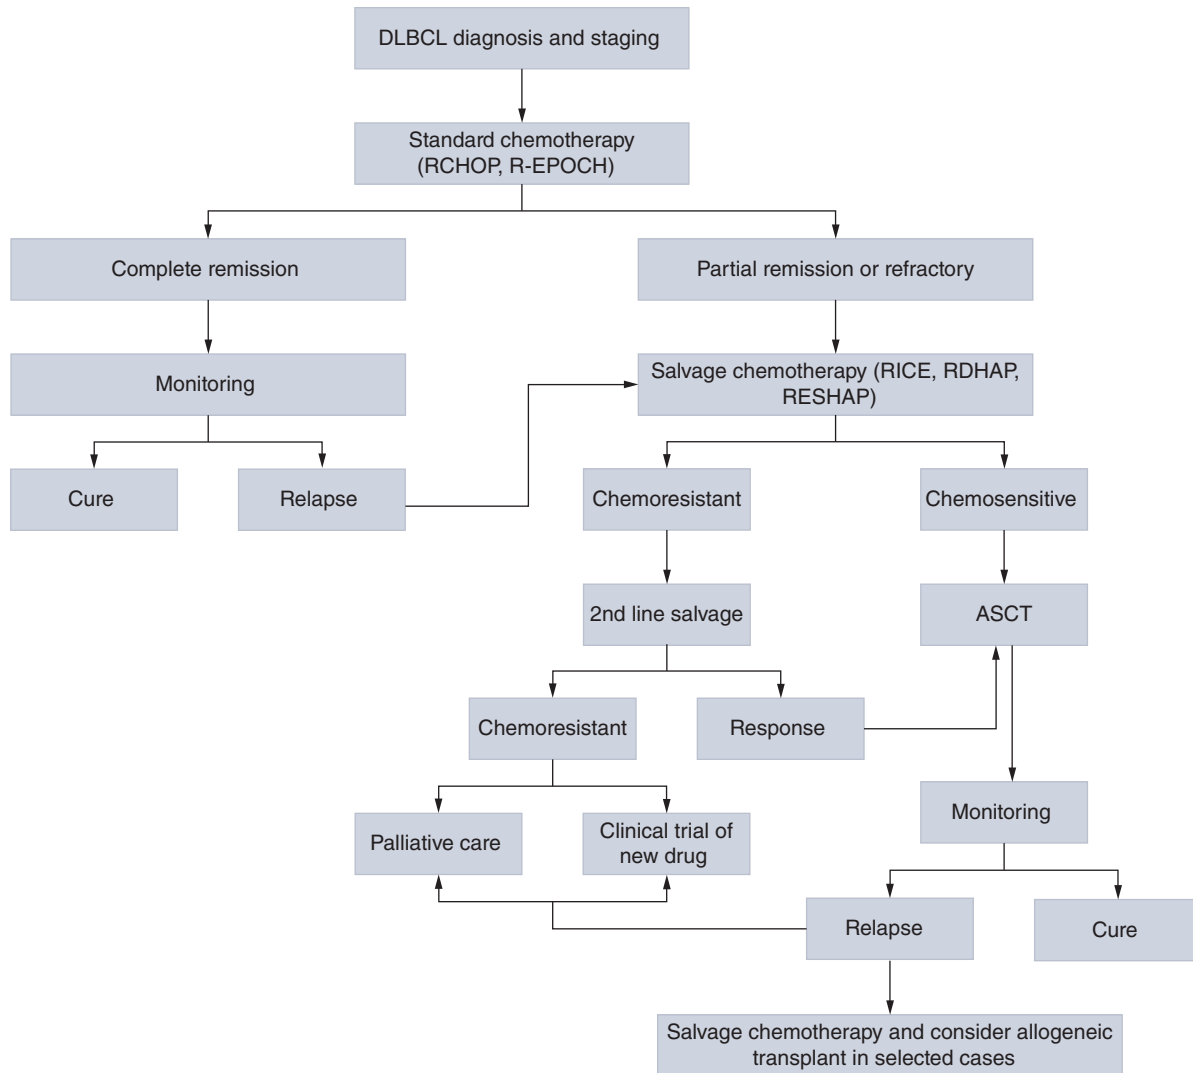 DLBCL diagnosis and staging
Standard chemotherapy
(RCHOP, R-EPOCH)
Complete remission
Partial remission or refractory
Monitoring
Salvage chemotherapy (RICE, RDHAP,
RESHAP)
Cure
Relapse
Chemoresistant
Chemosensitive
2nd line salvage
ASCT
Chemoresistant
Response
Monitoring
Palliative care
Clinical trial of
new drug
Relapse
Cure
Salvage chemotherapy and consider allogeneic
transplant in selected cases